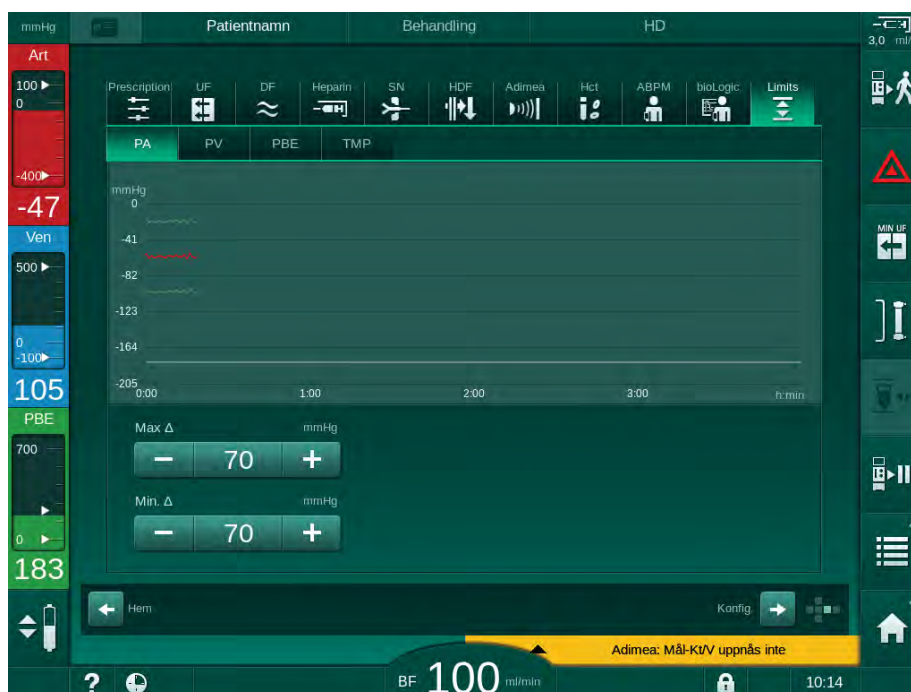 mmHg
Patientnamn
Behandling
HD
3,0 ml/
Art
100
0
-400
-47
Ven
500
0
-100
105
PBE
700
0
183
Prescription
UF
DF
Heparin
SN
HDF
Adimea
Hct
ABPM
bioLogic
Limits
PA
PV
PBE
TMP
mmHg
0
-41
-82
-123
-164
-205
0:00
1:00
2:00
3:00
h:min
Max Δ
mmHg
70
Min. Δ
mmHg
70
MIN UF
Hem
Konfig.
Adimea: Mål-Kt/V uppnås inte
?
BF 100 ml/min
10:14